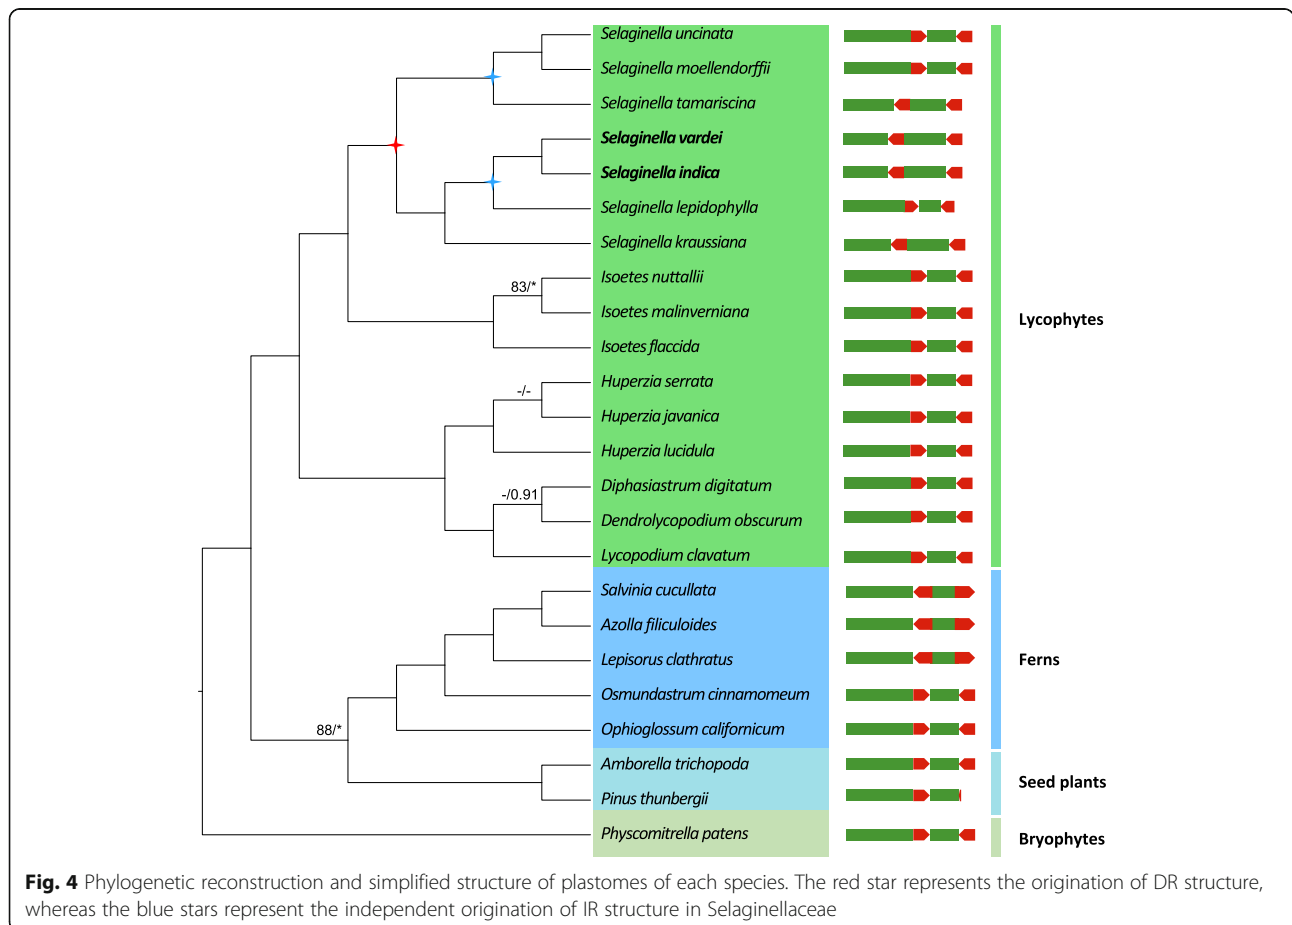 Selaginella uncinata
Selaginella moellendorffii
Selaginella tamariscina
Selaginella vardei
Selaginella indica
Selaginella lepidophylla
Selaginella kraussiana
83/*
Isoetes nuttallii
Isoetes malinverniana
Lycophytes
Isoetes flaccida
-/-
Huperzia serrata
Huperzia javanica
Huperzia lucidula
-/0.91
Diphasiastrum digitatum
Dendrolycopodium obscurum
Lycopodium clavatum
Salvinia cucullata
Azolla filiculoides
Lepisorus clathratus
Ferns
Osmundastrum cinnamomeum
88/*
Ophioglossum californicum
Amborella trichopoda
Seed plants
Pinus thunbergii
Physcomitrella patens
Bryophytes
Fig. 4 Phylogenetic reconstruction and simplified structure of plastomes of each species. The red star represents the origination of DR structure,
whereas the blue stars represent the independent origination of IR structure in Selaginellaceae